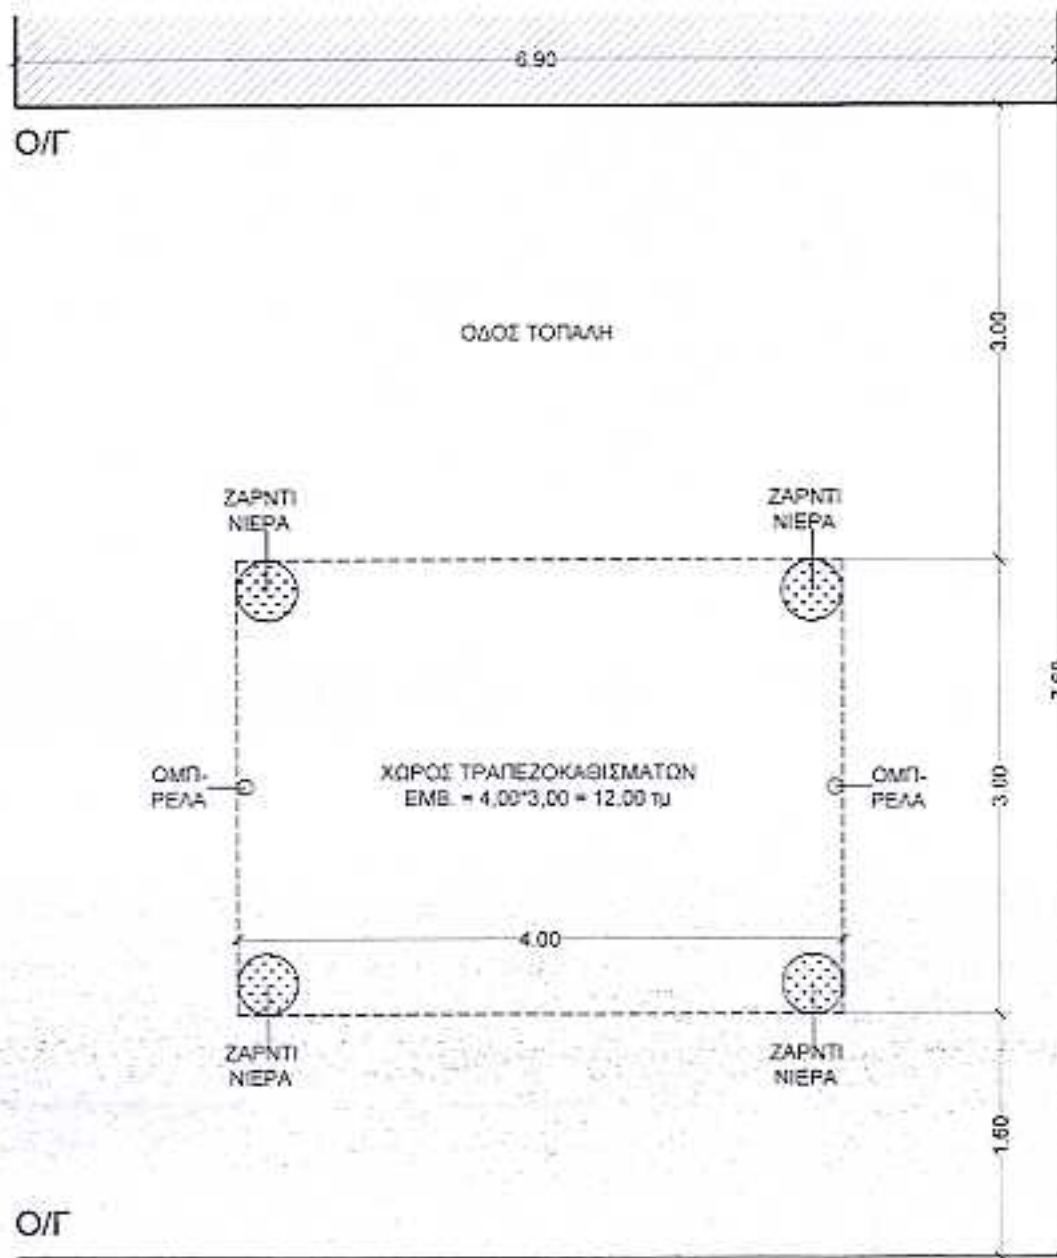 6.90
Ο/Γ
ΟΔΟΣ ΤΟΠΑΛΗ
3.00
ΖΑΡΝΤΙ
ΝΙΕΡΑ
ΖΑΡΝΤΙ
ΝΙΕΡΑ
ΟΜΠ-
ΡΕΛΑ
ΧΩΡΟΣ ΤΡΑΠΕΖΟΚΑΘΙΣΜΑΤΩΝ
ΕΜΒ. = 4,00*3,00 = 12,00 τμ
ΟΜΠ-
ΡΕΛΑ
3.00
4.00
ΖΑΡΝΤΙ
ΝΙΕΡΑ
ΖΑΡΝΤΙ
ΝΙΕΡΑ
1.60
Ο/Γ